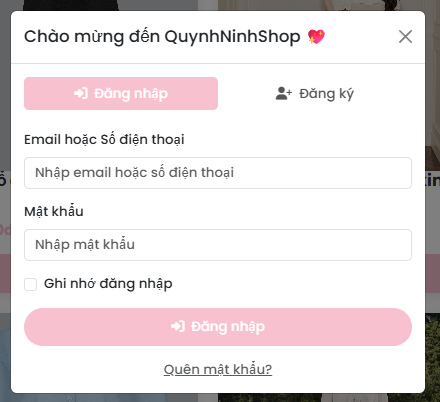 Chào mừng đến QuynhNinhShop 💖
Đăng nhập
Đăng ký
Email hoặc Số điện thoại
Nhập email hoặc số điện thoại
Mật khẩu
Nhập mật khẩu
Ghi nhớ đăng nhập
Đăng nhập
Quên mật khẩu?